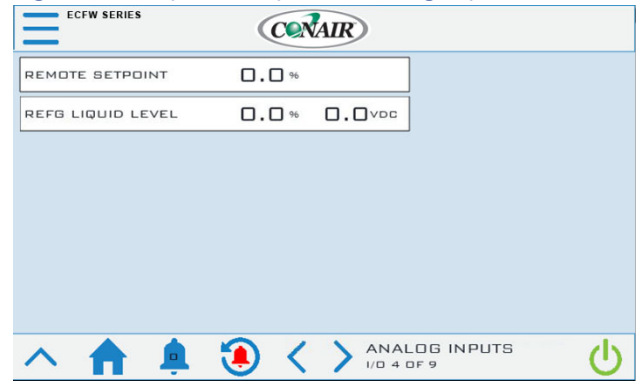 ECFW SERIES
CONAIR
REMOTE SETPOINT 0.0 %
REFG LIQUID LEVEL 0.0 % 0.0 VDC
0
ANALOG INPUTS
I/O 4 OF 9